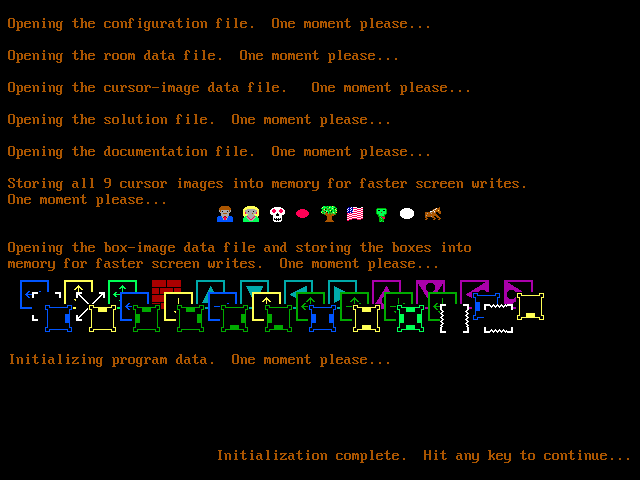 Opening the configuration file.  One moment please...
Opening the room data file.  One moment please...
Opening the cursor-image data file.   One moment please...
Opening the solution file.  One moment please...
Opening the documentation file.  One moment please...
Storing all 9 cursor images into memory for faster screen writes.
One moment please...
Opening the box-image data file and storing the boxes into
memory for faster screen writes.  One moment please...
Initializing program data.  One moment please...
Initialization complete.  Hit any key to continue...